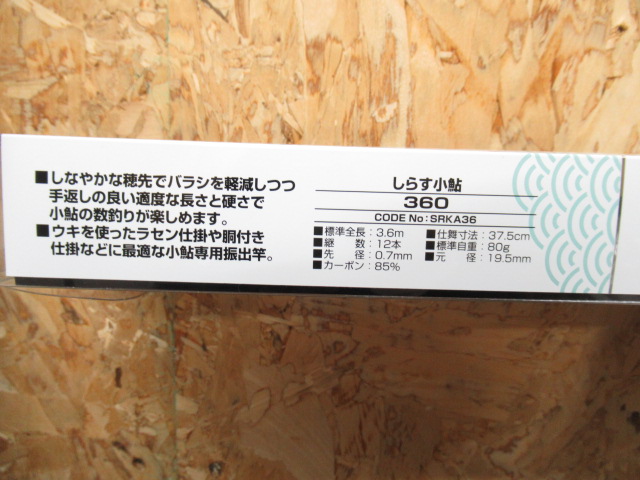 ■しなやかな穂先でバラシを軽減しつつ
手返しの良い適度な長さと硬さで
小鮎の数釣りが楽しめます。
■ウキを使ったラセン仕掛や胴付き
仕掛などに最適な小鮎専用振出竿。
しらす小鮎
360
CODE No:SRKA36
■標準全長：3.6m ■仕舞寸法：37.5cm
■継　　数：12本 ■標準自重：80g
■先　　径：0.7mm ■元　　径：19.5mm
■カーボン：85%